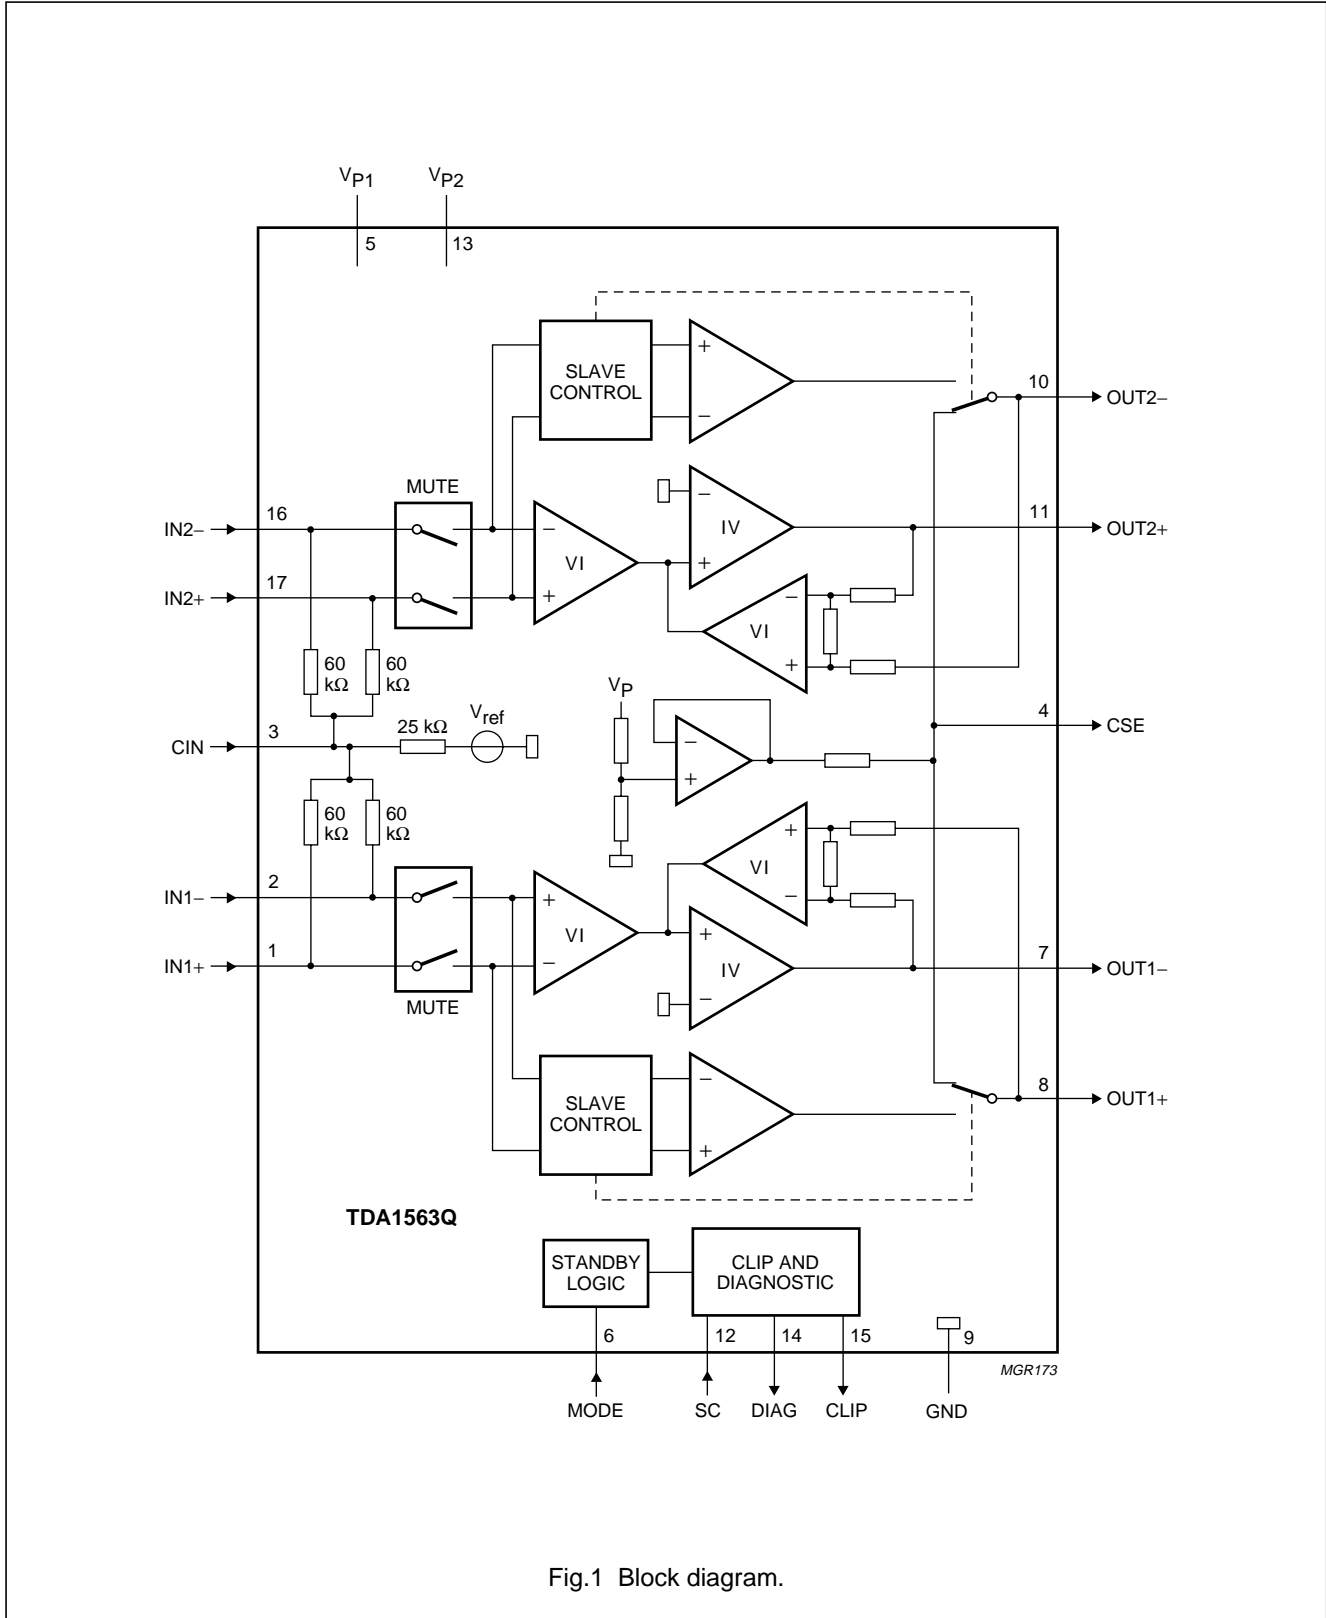 VP1
VP2
5
13
SLAVE
CONTROL
+
−
10
OUT2−
MUTE
IN2−
16
−
VI
+
−
IV
+
11
OUT2+
IN2+
17
−
VI
+
60
kΩ
60
kΩ
VP
CIN
3
25 kΩ
Vref
−
+
4
CSE
60
kΩ
60
kΩ
+
VI
−
IN1−
2
IN1+
1
MUTE
+
VI
−
+
IV
−
7
OUT1−
SLAVE
CONTROL
−
+
8
OUT1+
TDA1563Q
STANDBY
LOGIC
CLIP AND
DIAGNOSTIC
6
12
14
15
9
MGR173
MODE
SC
DIAG
CLIP
GND
Fig.1 Block diagram.